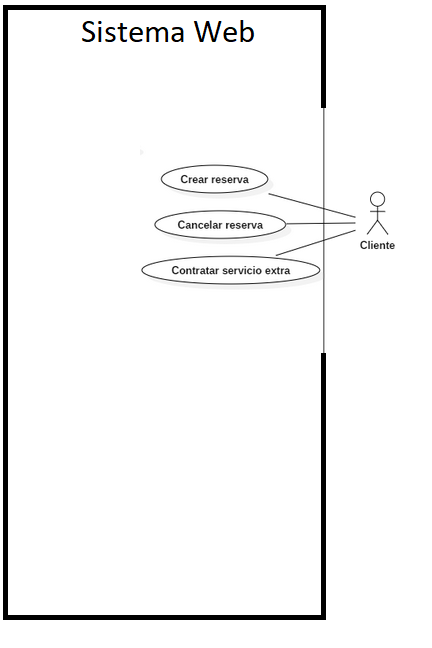 Sistema Web
Crear reserva
Cancelar reserva
Cliente
Contratar servicio extra